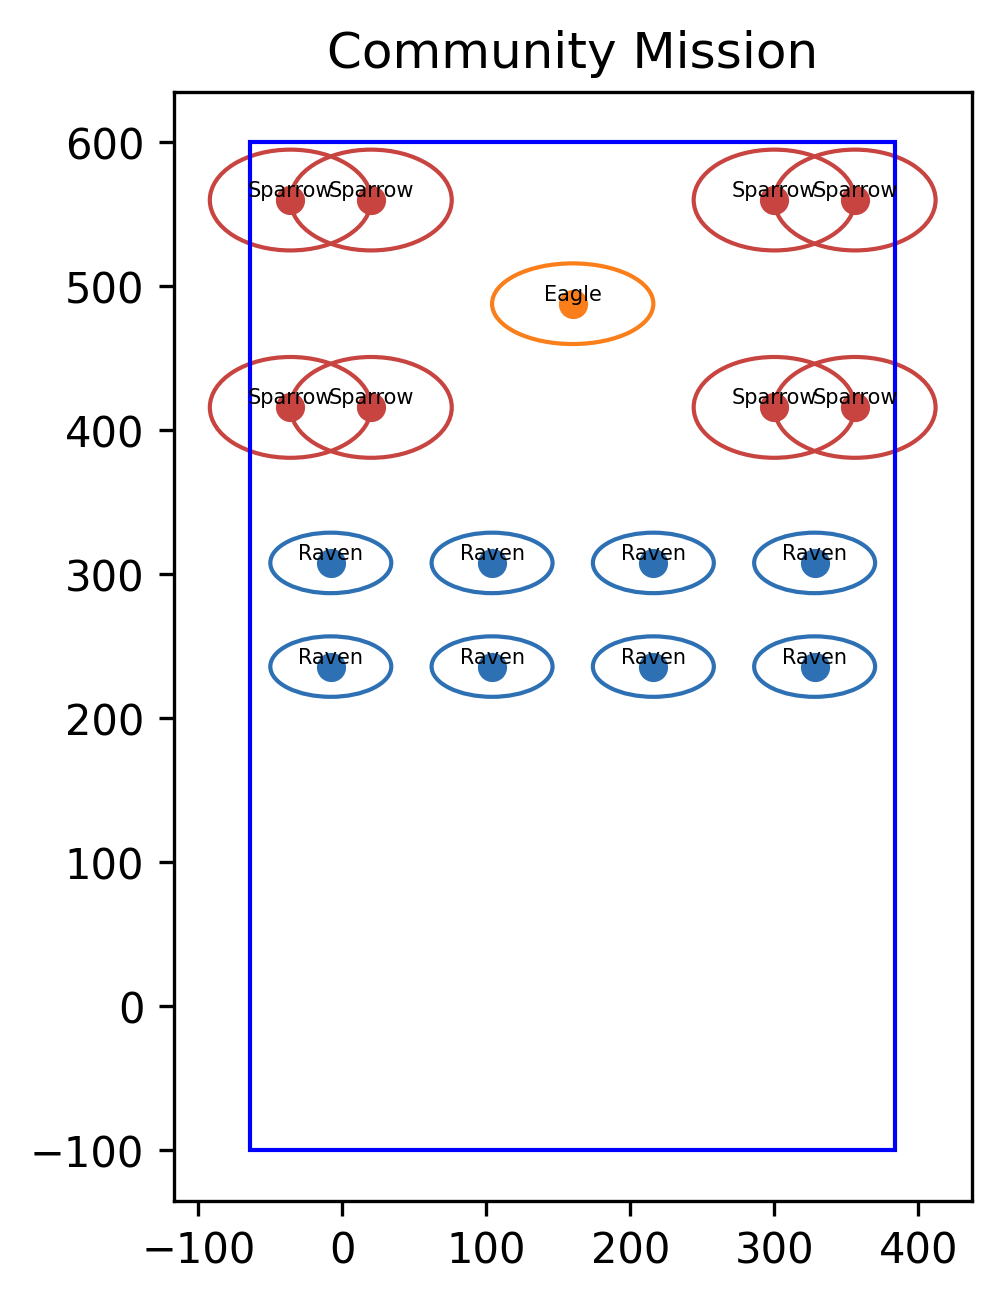 Community Mission
600
Sparrow Sparrow Sparrow Sparrow
500
Eagle
400
Sparrow Sparrow Sparrow Sparrow
300
Raven Raven Raven Raven
Raven Raven Raven Raven
200
100
0
−100
−100 0 100 200 300 400